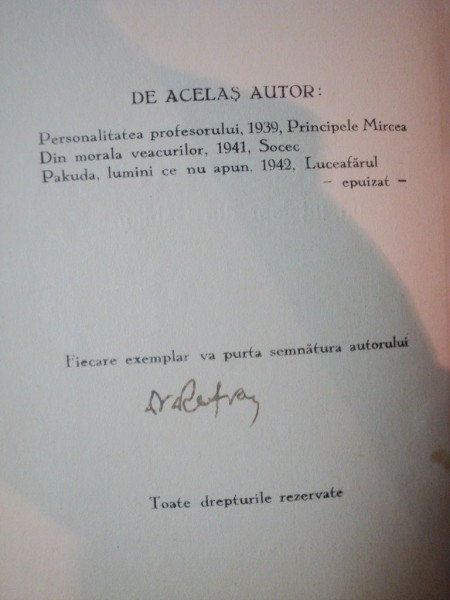 DE ACELAȘ AUTOR:
Personalitatea profesorului, 1939, Principele Mircea
Din morala veacurilor, 1941, Socec
Pakuda, lumini ce nu apun. 1942, Luceafărul
— epuizat —
Fiecare exemplar va purta semnătura autorului
Toate drepturile rezervate